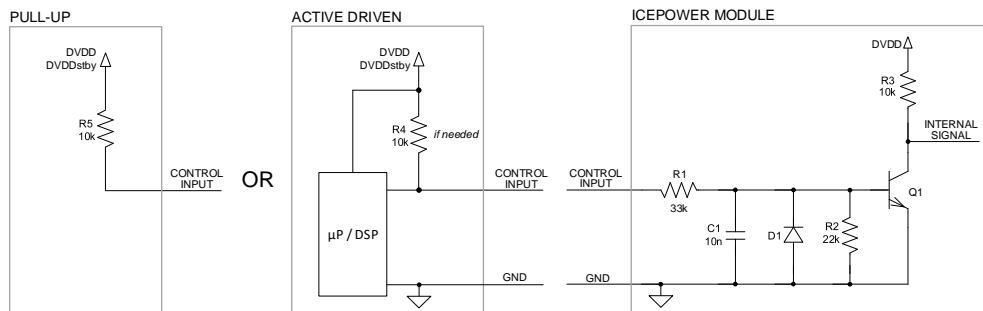 PULL-UP
DVDD
DVDDstby
R5
10k
CONTROL
INPUT
OR
ACTIVE DRIVEN
DVDD
DVDDstby
R4
10k
if needed
µP / DSP
CONTROL
INPUT
GND
ICEPOWER MODULE
DVDD
R3
10k
INTERNAL
SIGNAL
CONTROL
INPUT
R1
33k
Q1
C1
10n
D1
R2
22k
GND